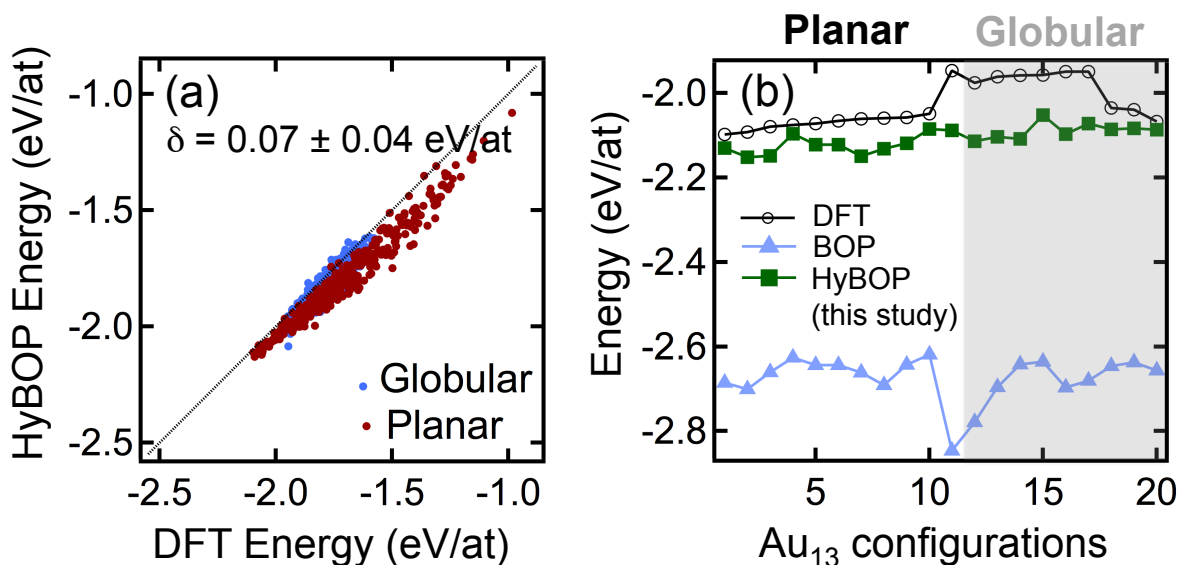 (a)
δ = 0.07 ± 0.04 eV/at
HyBOP Energy (eV/at)
-1.0
-1.5
-2.0
-2.5
Globular
Planar
-2.5 -2.0 -1.5 -1.0
DFT Energy (eV/at)
Planar Globular
(b)
Energy (eV/at)
-2.0
-2.2
-2.4
-2.6
-2.8
DFT
BOP
HyBOP
(this study)
5 10 15 20
Au₁₃ configurations